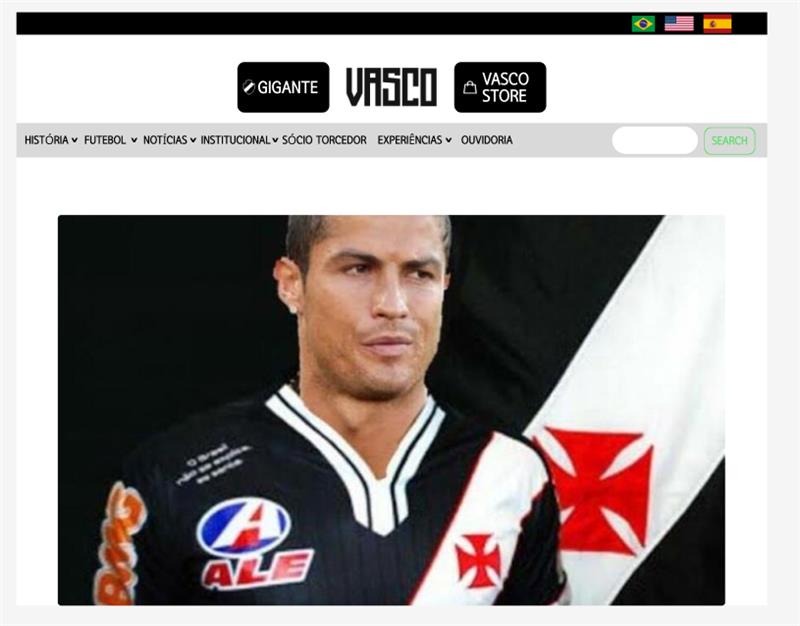 GIGANTE
VASCO
VASCO
STORE
HISTÓRIA
FUTEBOL
NOTÍCIAS
INSTITUCIONAL
SÓCIO TORCEDOR
EXPERIÊNCIAS
OUVIDORIA
SEARCH
O Brasil
não se explica,
se sente.
A
ALE
BMG